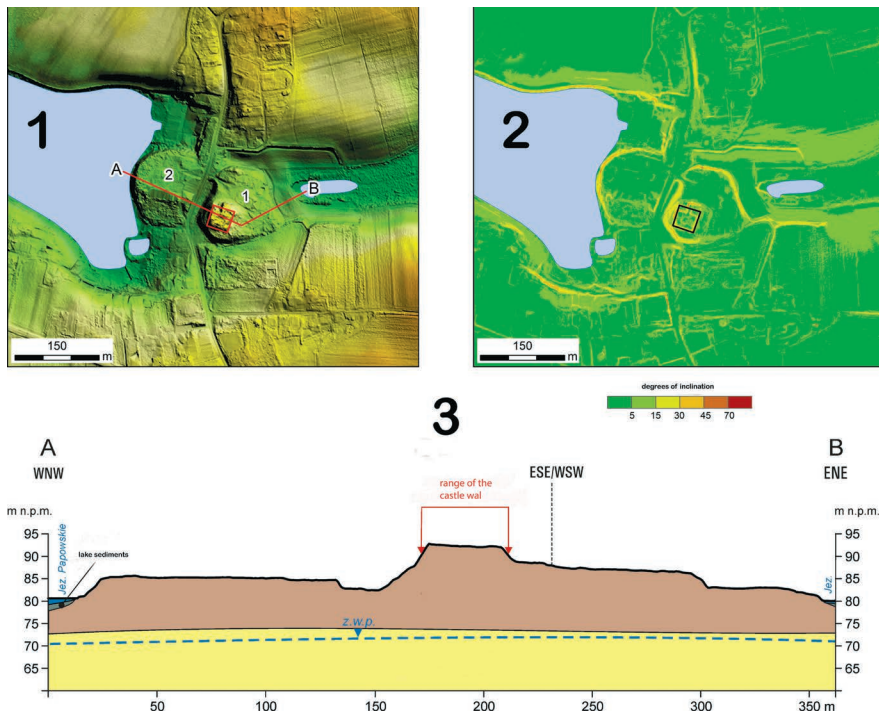 1
A
2
1
B
150
m
2
150
m
degrees of inclination
5 15 30 45 70
3
A
WNW
B
ENE
ESE/WSW
range of the
castle wal
m n.p.m.
95
90
85
80
75
70
65
Jez. Papowskie
lake sediments
z.w.p.
m n.p.m.
95
90
85
80
75
70
65
Jez.
50 100 150 200 250 300 350 m